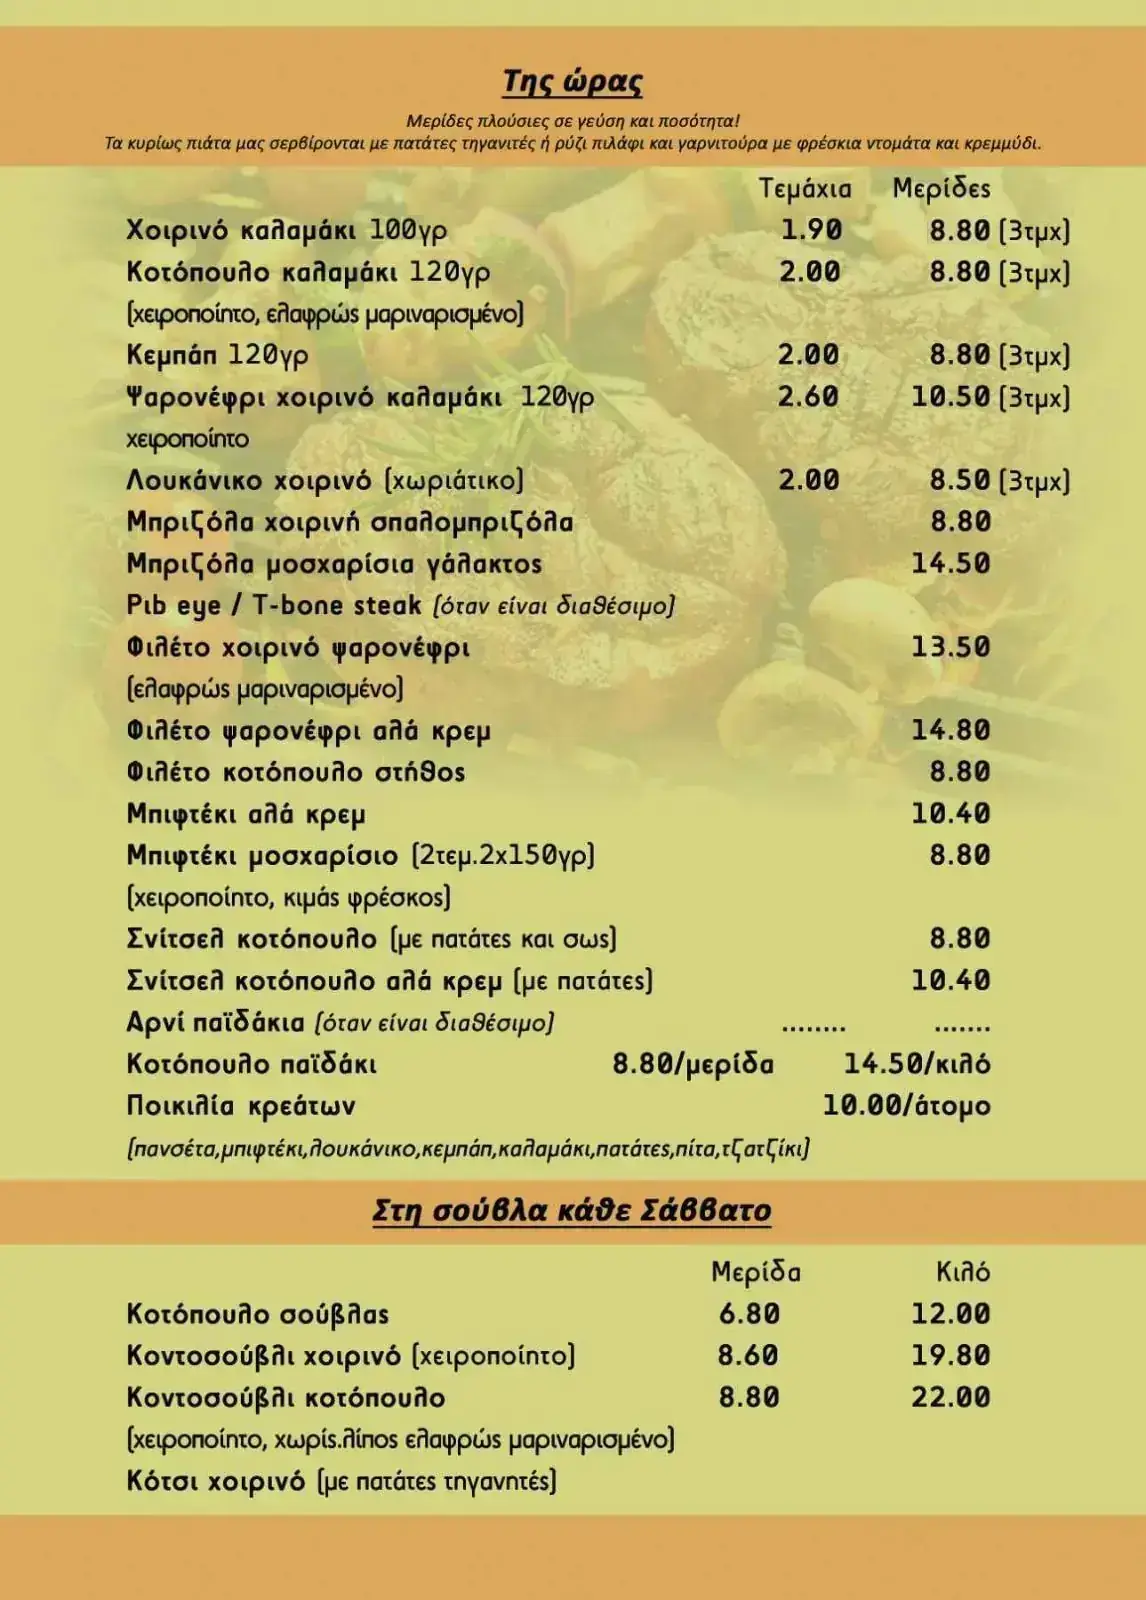 Της ώρας
Μερίδες πλούσιες σε γεύση και ποσότητα!
Τα κυρίως πιάτα μας σερβίρονται με πατάτες τηγανιτές ή ρύζι πιλάφι και γαρνιτούρα με φρέσκια ντομάτα και κρεμμύδι.
Τεμάχια Μερίδες
Χοιρινό καλαμάκι 100γρ 1.90 8.80 (3τμχ)
Κοτόπουλο καλαμάκι 120γρ 2.00 8.80 (3τμχ)
(χειροποίητο, ελαφρώς μαριναρισμένο)
Κεμπάπ 120γρ 2.00 8.80 (3τμχ)
Ψαρονέφρι χοιρινό καλαμάκι 120γρ 2.60 10.50 (3τμχ)
χειροποίητο
Λουκάνικο χοιρινό (χωριάτικο) 2.00 8.50 (3τμχ)
Μπριζόλα χοιρινή σπαλομπριζόλα 8.80
Μπριζόλα μοσχαρίσια γάλακτος 14.50
Ριb eye / T-bone steak (όταν είναι διαθέσιμο)
Φιλέτο χοιρινό ψαρονέφρι 13.50
(ελαφρώς μαριναρισμένο)
Φιλέτο ψαρονέφρι αλά κρεμ 14.80
Φιλέτο κοτόπουλο στήθος 8.80
Μπιφτέκι αλά κρεμ 10.40
Μπιφτέκι μοσχαρίσιο (2τεμ.2x150γρ) 8.80
(χειροποίητο, κιμάς φρέσκος)
Σνίτσελ κοτόπουλο (με πατάτες και σως) 8.80
Σνίτσελ κοτόπουλο αλά κρεμ (με πατάτες) 10.40
Αρνί παϊδάκια (όταν είναι διαθέσιμο) ........ .......
Κοτόπουλο παϊδάκι 8.80/μερίδα 14.50/κιλό
Ποικιλία κρεάτων 10.00/άτομο
(πανσέτα,μπιφτέκι,λουκάνικο,κεμπάπ,καλαμάκι,πατάτες,πίτα,τζατζίκι)
Στη σούβλα κάθε Σάββατο
Μερίδα Κιλό
Κοτόπουλο σούβλας 6.80 12.00
Κοντοσούβλι χοιρινό (χειροποίητο) 8.60 19.80
Κοντοσούβλι κοτόπουλο 8.80 22.00
(χειροποίητο, χωρίς.λίπος ελαφρώς μαριναρισμένο)
Κότσι χοιρινό (με πατάτες τηγανητές)